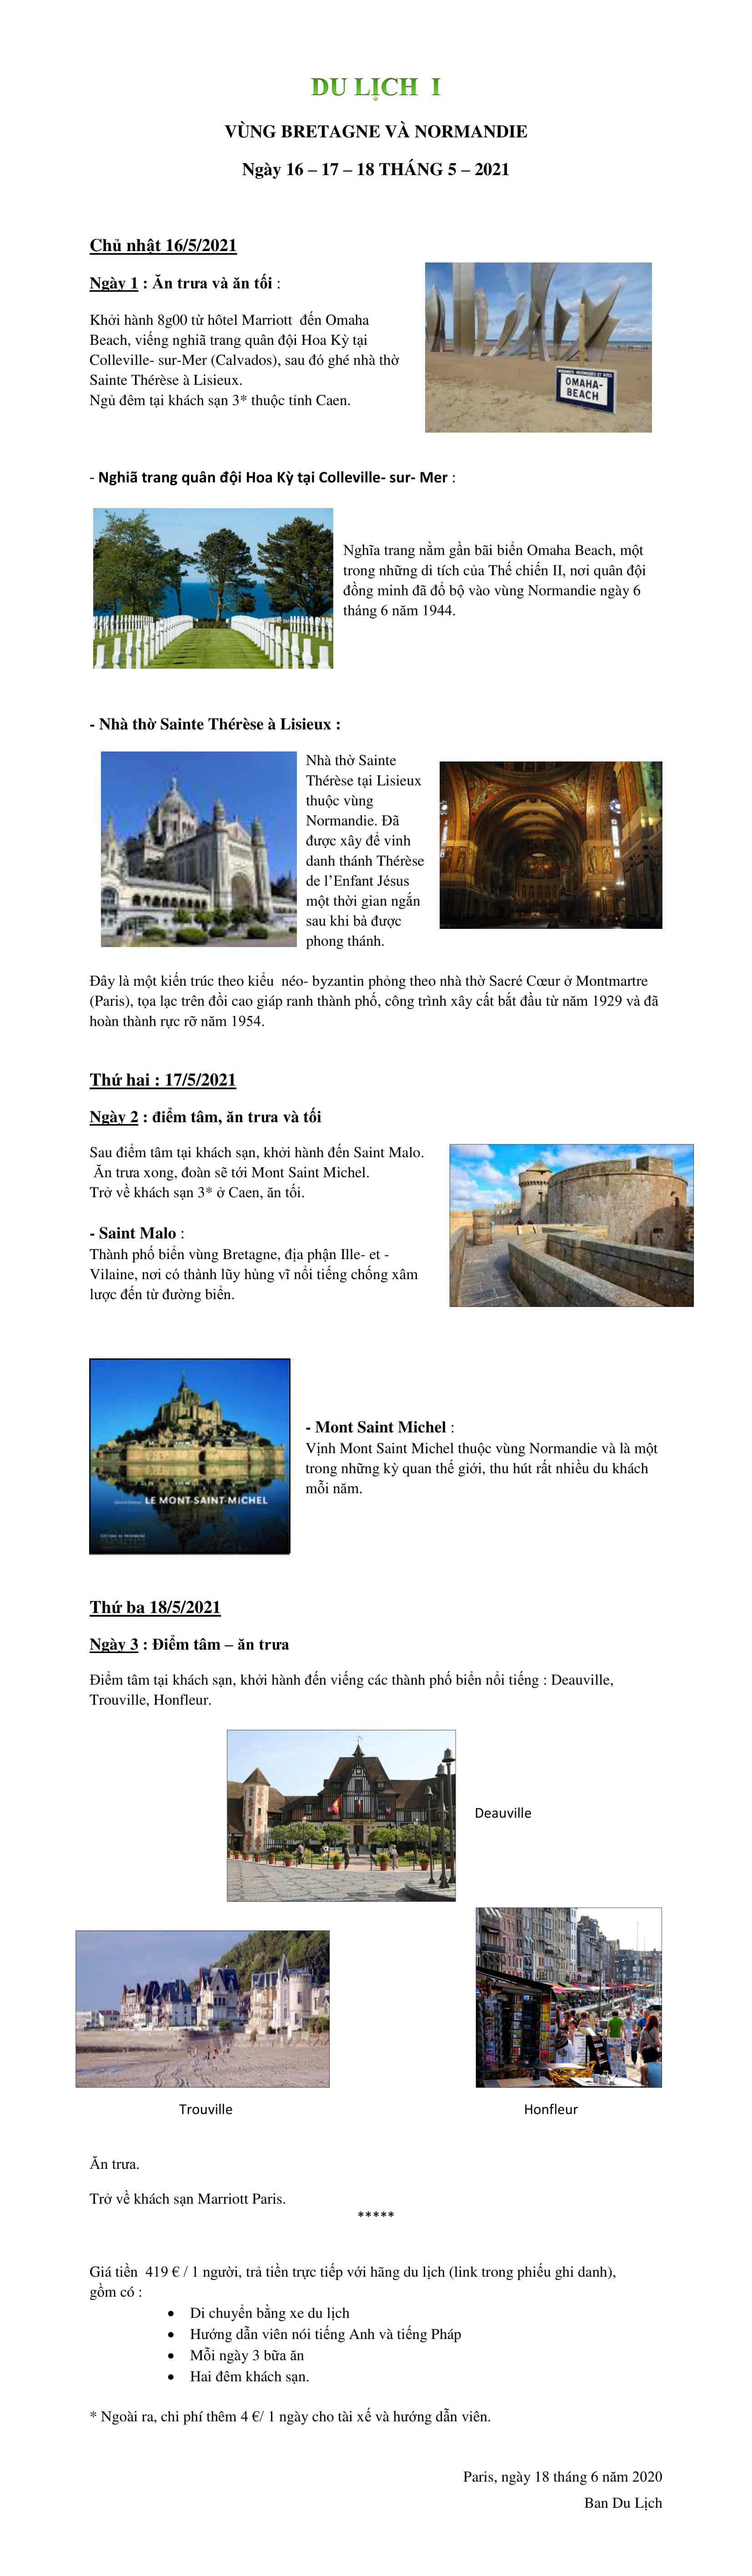 DU LỊCH I
VÙNG BRETAGNE VÀ NORMANDIE
Ngày 16 – 17 – 18 THÁNG 5 – 2021
Chủ nhật 16/5/2021
Ngày 1 : Ăn trưa và ăn tối :
Khởi hành 8g00 từ hôtel Marriott đến Omaha
Beach, viếng nghiã trang quân đội Hoa Kỳ tại
Colleville- sur-Mer (Calvados), sau đó ghé nhà thờ
Sainte Thérèse à Lisieux.
Ngủ đêm tại khách sạn 3* thuộc tỉnh Caen.
OMAHA-
BEACH
- Nghiã trang quân đội Hoa Kỳ tại Colleville- sur- Mer :
Nghĩa trang nằm gần bãi biển Omaha Beach, một
trong những di tích của Thế chiến II, nơi quân đội
đồng minh đã đổ bộ vào vùng Normandie ngày 6
tháng 6 năm 1944.
- Nhà thờ Sainte Thérèse à Lisieux :
Nhà thờ Sainte
Thérèse tại Lisieux
thuộc vùng
Normandie. Đã
được xây để vinh
danh thánh Thérèse
de l’Enfant Jésus
một thời gian ngắn
sau khi bà được
phong thánh.
Đây là một kiến trúc theo kiểu néo- byzantin phỏng theo nhà thờ Sacré Cœur ở Montmartre
(Paris), tọa lạc trên đồi cao giáp ranh thành phố, công trình xây cất bắt đầu từ năm 1929 và đã
hoàn thành rực rỡ năm 1954.
Thứ hai : 17/5/2021
Ngày 2 : điểm tâm, ăn trưa và tối
Sau điểm tâm tại khách sạn, khởi hành đến Saint Malo.
Ăn trưa xong, đoàn sẽ tới Mont Saint Michel.
Trở về khách sạn 3* ở Caen, ăn tối.
- Saint Malo :
Thành phố biển vùng Bretagne, địa phận Ille- et -
Vilaine, nơi có thành lũy hùng vĩ nổi tiếng chống xâm
lược đến từ đường biển.
LE MONT-SAINT-MICHEL
- Mont Saint Michel :
Vịnh Mont Saint Michel thuộc vùng Normandie và là một
trong những kỳ quan thế giới, thu hút rất nhiều du khách
mỗi năm.
Thứ ba 18/5/2021
Ngày 3 : Điểm tâm – ăn trưa
Điểm tâm tại khách sạn, khởi hành đến viếng các thành phố biển nổi tiếng : Deauville,
Trouville, Honfleur.
Deauville
Trouville
Honfleur
Ăn trưa.
Trở về khách sạn Marriott Paris.
*****
Giá tiền 419 € / 1 người, trả tiền trực tiếp với hãng du lịch (link trong phiếu ghi danh),
gồm có :
• Di chuyển bằng xe du lịch
• Hướng dẫn viên nói tiếng Anh và tiếng Pháp
• Mỗi ngày 3 bữa ăn
• Hai đêm khách sạn.
* Ngoài ra, chi phí thêm 4 €/ 1 ngày cho tài xế và hướng dẫn viên.
Paris, ngày 18 tháng 6 năm 2020
Ban Du Lịch